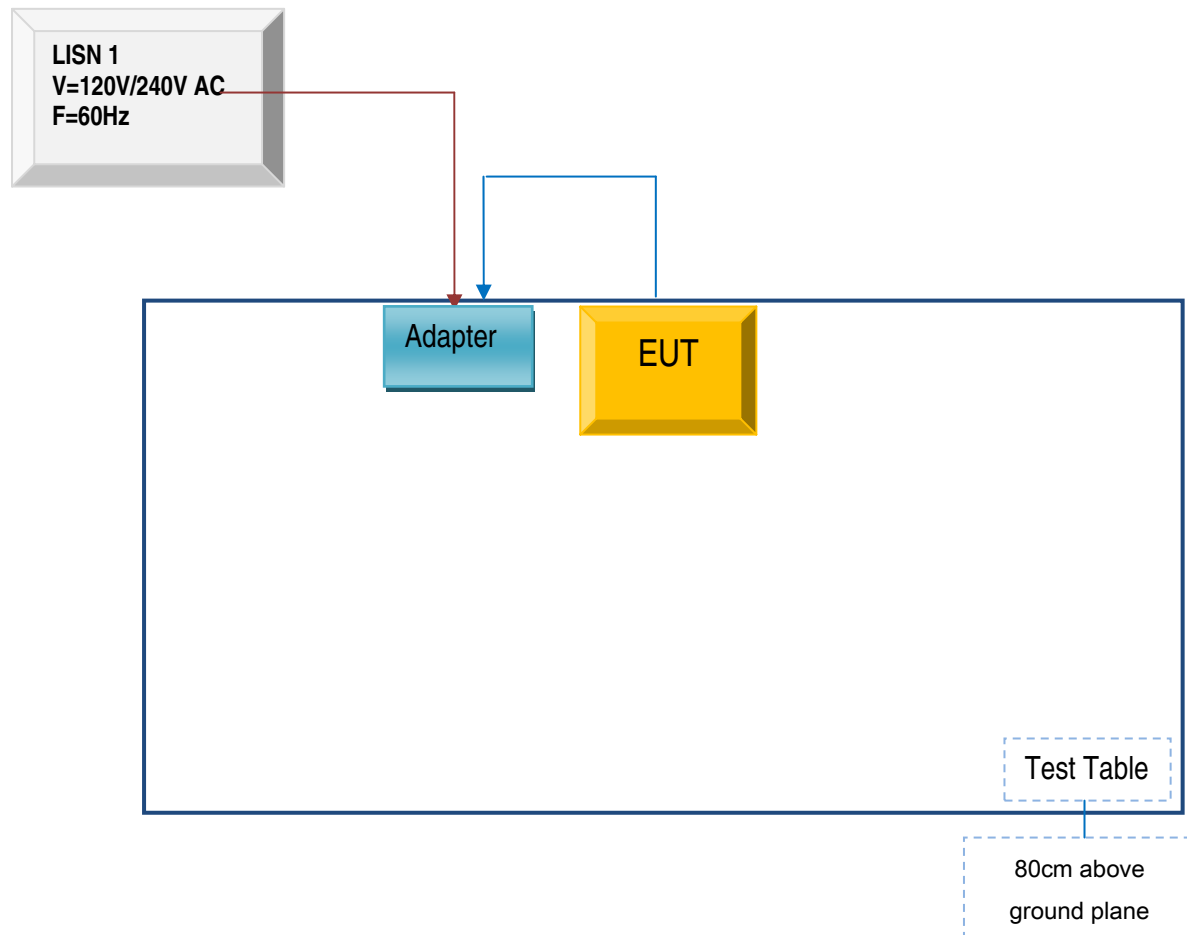 LISN 1
V=120V/240V AC
F=60Hz
Adapter
EUT
Test Table
80cm above
ground plane